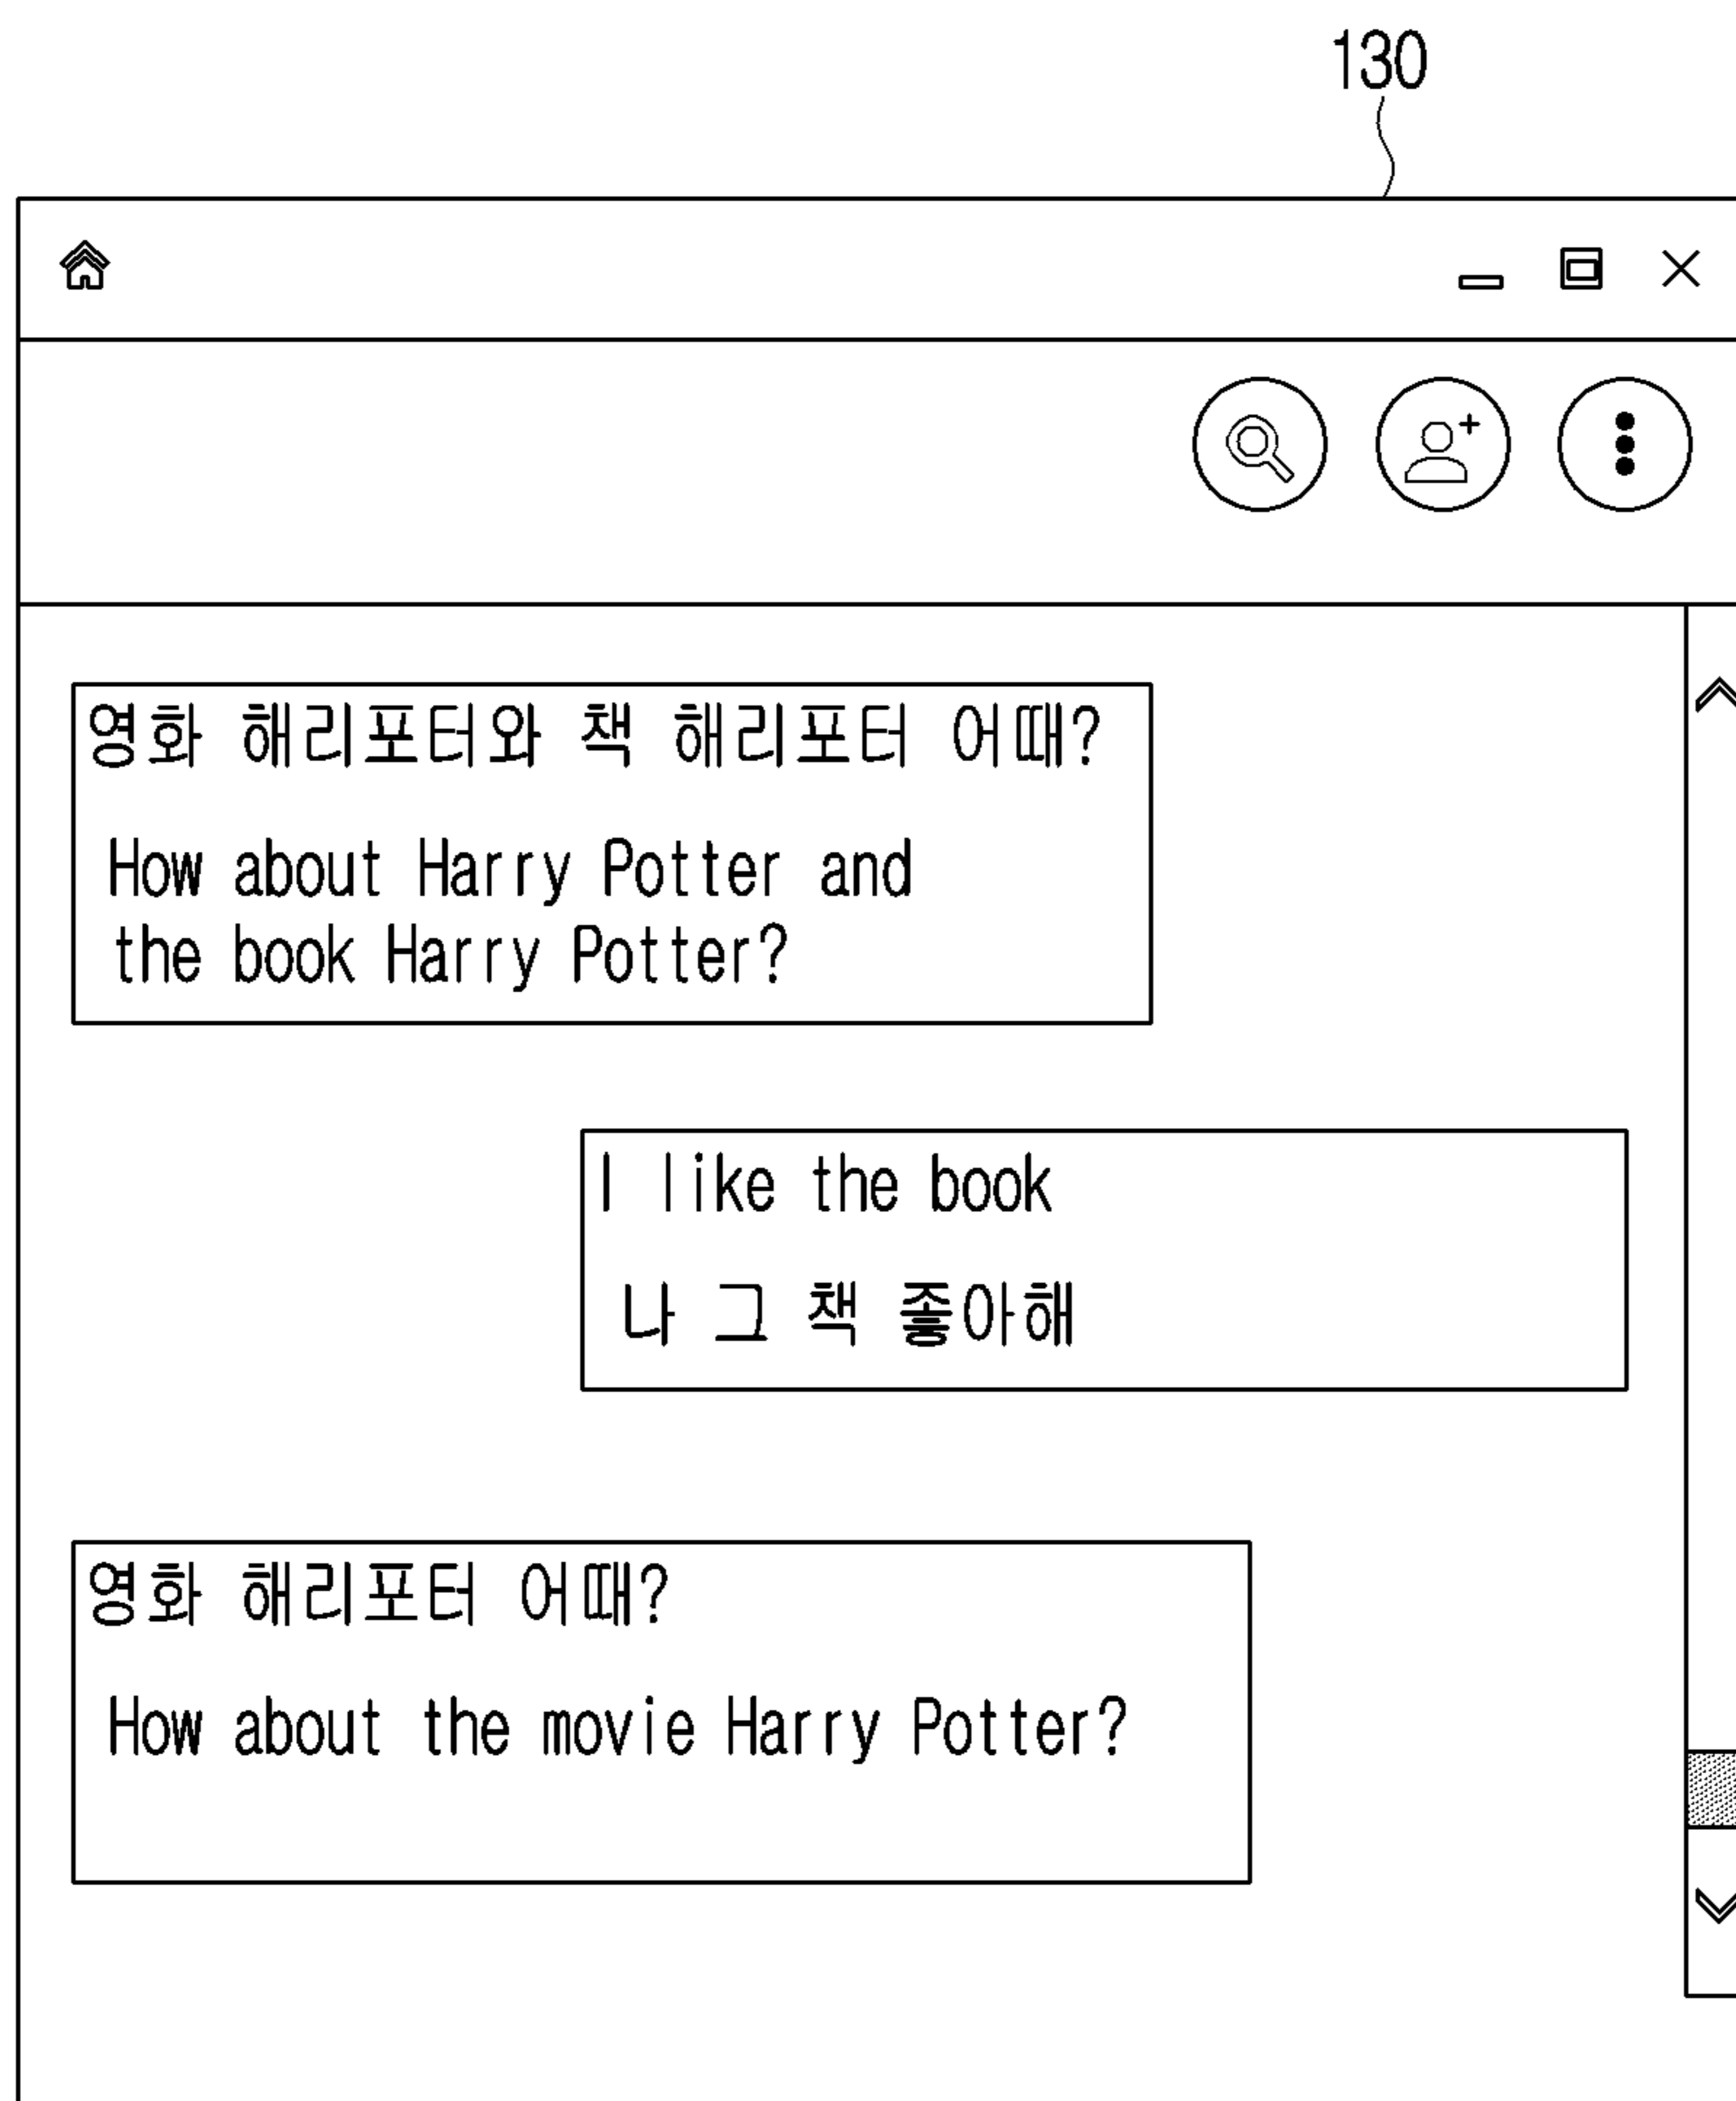 130
영화 해리포터와 책 해리포터 어때?
How about Harry Potter and
the book Harry Potter?
I like the book
나 그 책 좋아해
영화 해리포터 어때?
How about the movie Harry Potter?